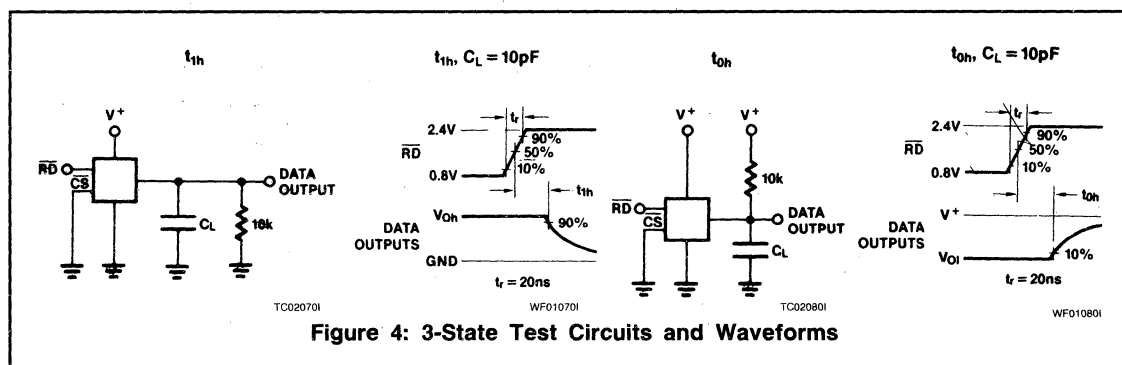 t1h
V+
RD
CS
DATA
OUTPUT
CL
10k
TC02070I
t1h, CL = 10pF
tr
2.4V
90%
50%
10%
RD
0.8V
t1h
VOh
90%
DATA
OUTPUTS
GND
tr = 20ns
WF01070I
t0h
V+
V+
10k
RD
CS
DATA
OUTPUT
CL
TC02080I
t0h, CL = 10pF
tr
2.4V
90%
50%
10%
RD
0.8V
t0h
V+
DATA
OUTPUTS
VOl
10%
tr = 20ns
WF01080I
Figure 4: 3-State Test Circuits and Waveforms